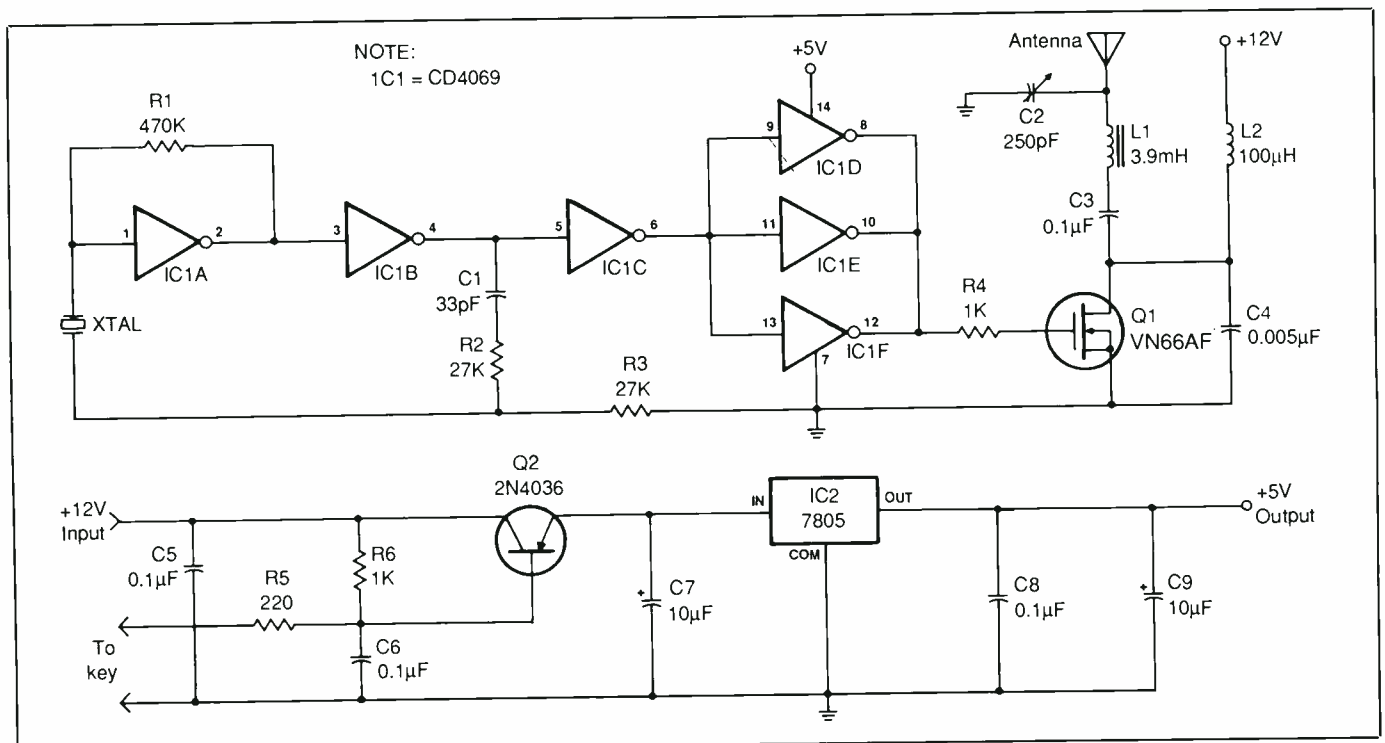 NOTE:
1C1 = CD4069
R1
470K
1
2
IC1A
XTAL
3
4
IC1B
C1
33pF
R2
27K
5
6
IC1C
R3
27K
+5V
14
9
8
IC1D
11
10
IC1E
13
12
IC1F
7
R4
1K
Antenna
C2
250pF
L1
3.9mH
C3
0.1µF
+12V
L2
100µH
Q1
VN66AF
C4
0.005µF
+12V
Input
C5
0.1µF
R6
1K
R5
220
To
key
C6
0.1µF
Q2
2N4036
+
C7
10µF
IN
IC2
7805
OUT
COM
C8
0.1µF
+
C9
10µF
+5V
Output